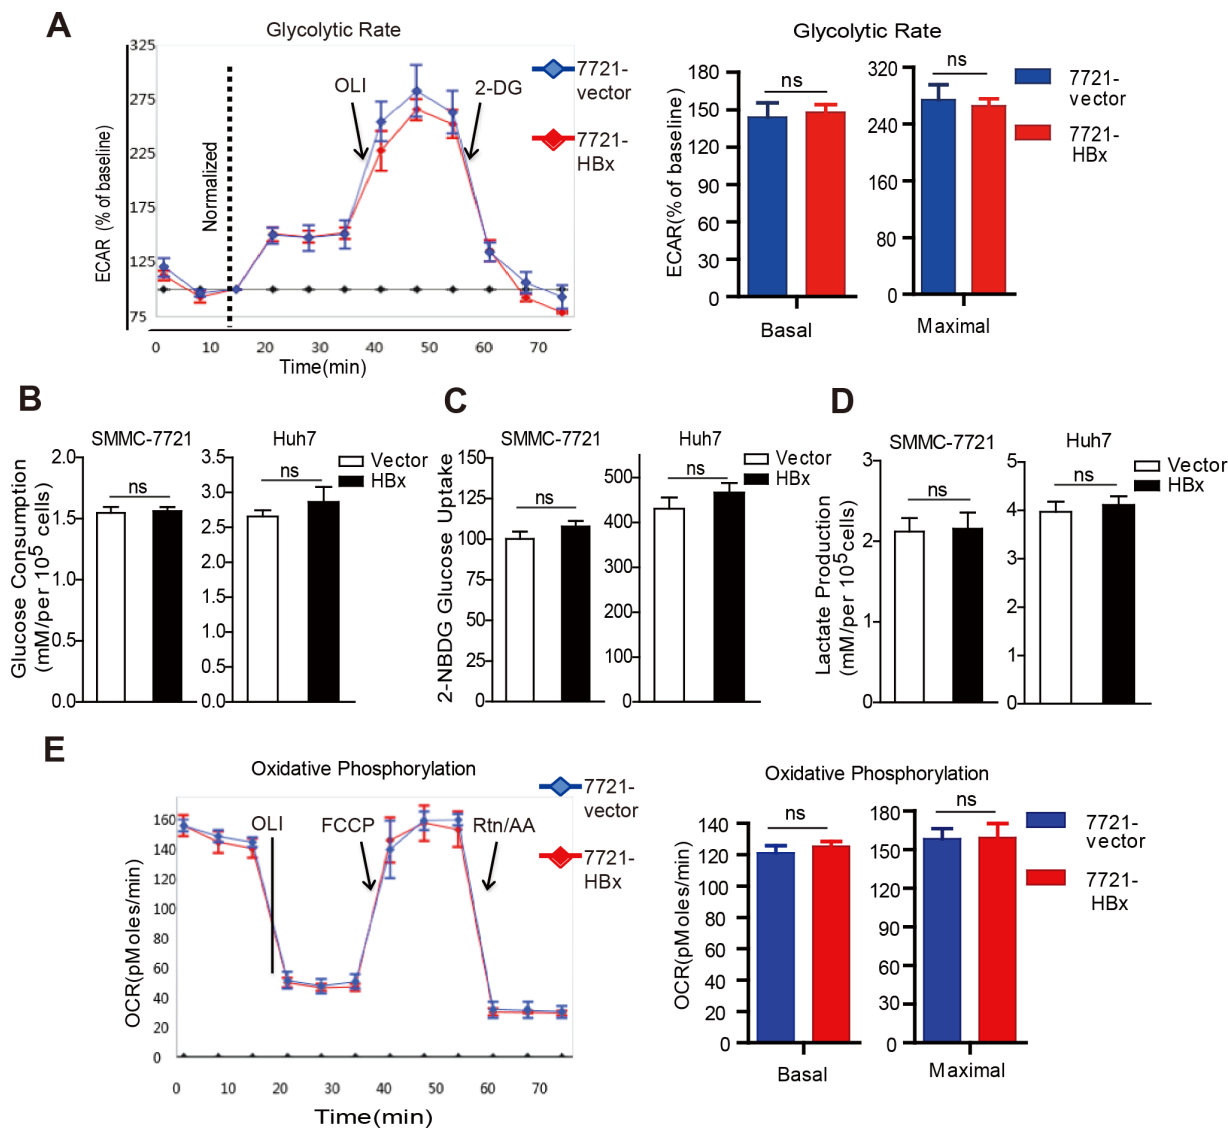 A
Glycolytic Rate
325
275
225
175
125
75
ECAR (% of baseline)
Normalized
OLI
2-DG
7721-
vector
7721-
HBx
0 10 20 30 40 50 60 70
Time(min)
Glycolytic Rate
180
150
120
90
60
30
0
ECAR(% of baseline)
ns
Basal
320
240
160
80
0
ns
Maximal
7721-
vector
7721-
HBx
B
SMMC-7721
2.0
1.5
1.0
0.5
0.0
Glucose Consumption
(mM/per 10^5 cells)
ns
Huh7
3.5
3.0
2.5
2.0
1.5
1.0
0.5
0.0
ns
Vector
HBx
C
SMMC-7721
150
125
100
75
50
25
0
2-NBDG Glucose Uptake
ns
Huh7
500
400
300
200
100
0
ns
Vector
HBx
D
SMMC-7721
3
2
1
0
Lactate Production
(mM/per 10^5cells)
ns
Huh7
5
4
3
2
1
0
ns
Vector
HBx
E
Oxidative Phosphorylation
160
140
120
100
80
60
40
20
0
OCR(pMoles/min)
OLI
FCCP
Rtn/AA
7721-
vector
7721-
HBx
0 10 20 30 40 50 60 70
Time(min)
Oxidative Phosphorylation
140
120
100
80
60
40
20
0
OCR(pMoles/min)
ns
Basal
180
150
120
90
60
30
0
ns
Maximal
7721-
vector
7721-
HBx